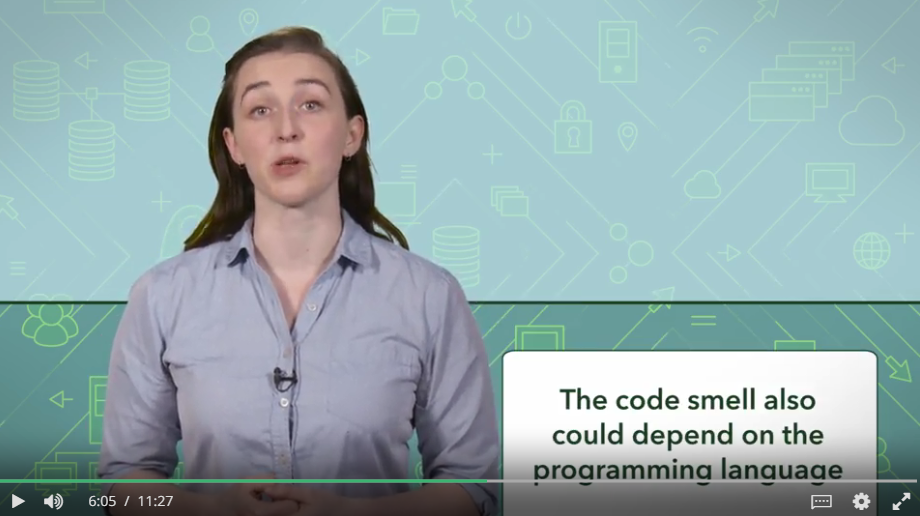 The code smell also
could depend on the
programming language
6:05 / 11:27